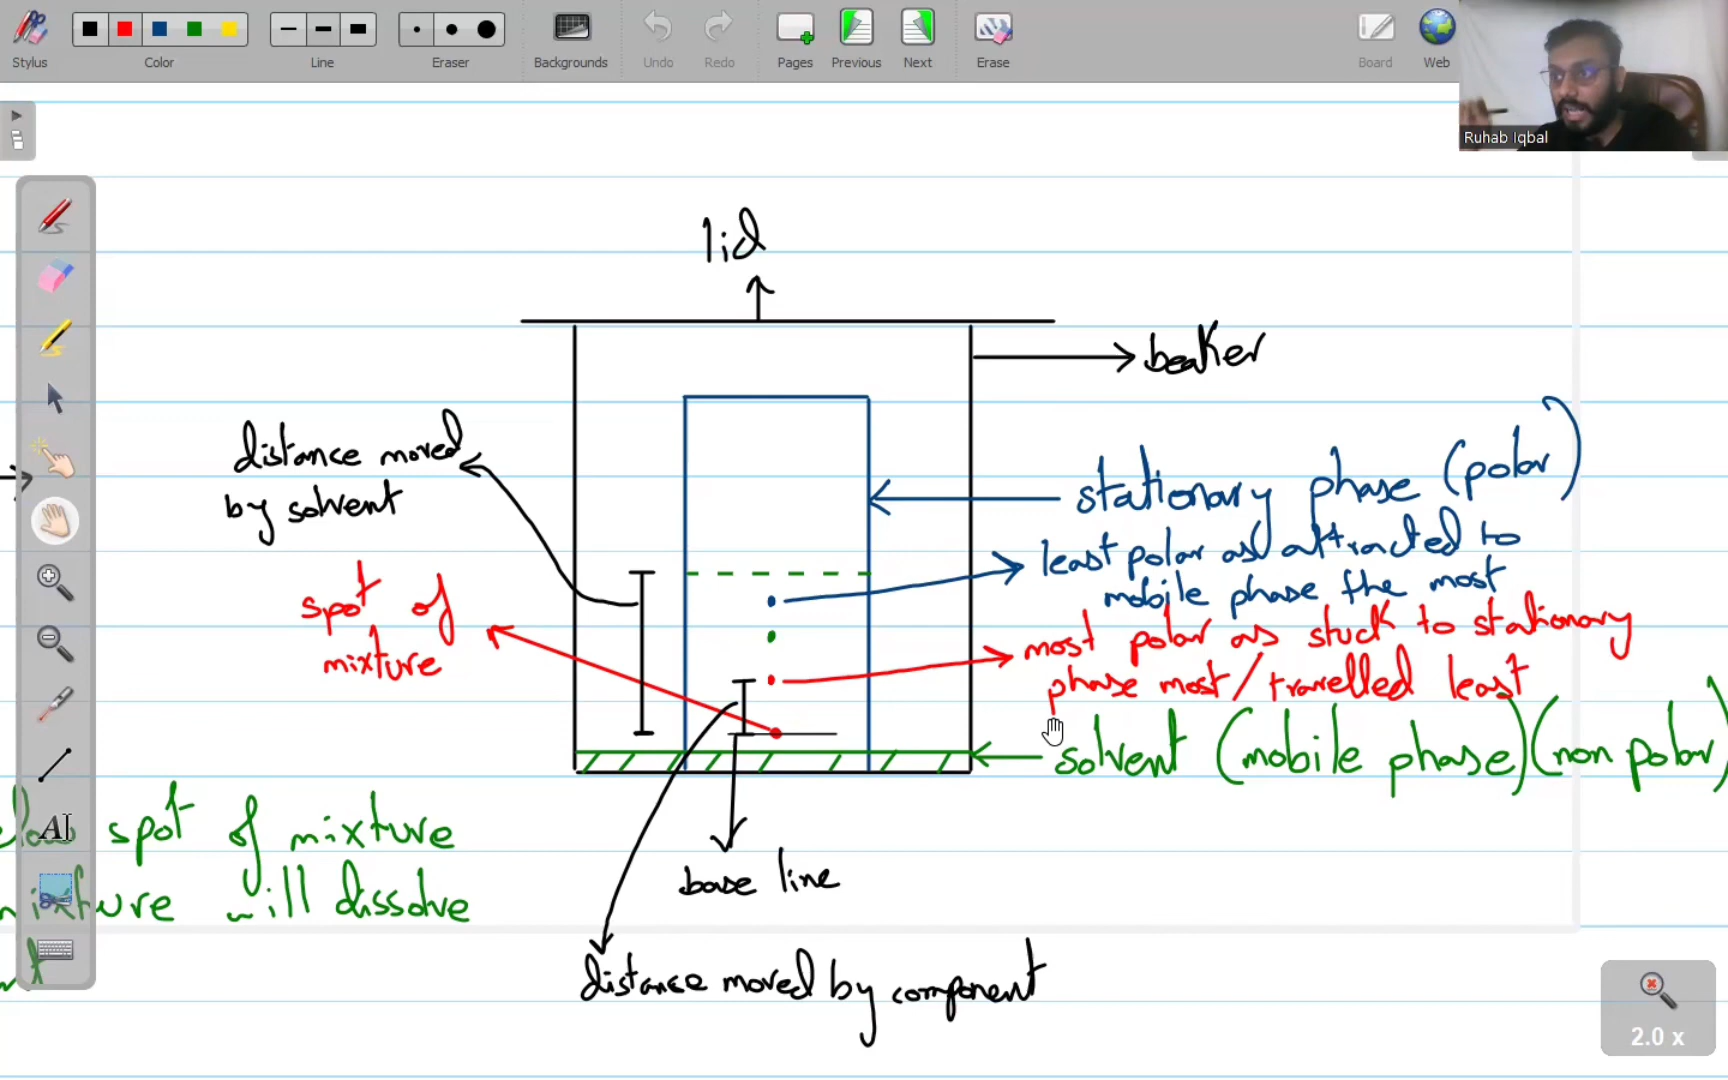 Stylus
Color
Line
Eraser
Backgrounds
Undo
Redo
Pages
Previous
Next
Erase
Board
Web
Ruhab Iqbal
lid
beaker
distance moved
by solvent
stationary phase (polar)
least polar as attracted to
mobile phase the most
spot of
mixture
most polar as stuck to stationary
phase most/travelled least
solvent (mobile phase)(non polar)
spot of mixture
will dissolve
base line
distance moved by component
2.0 x